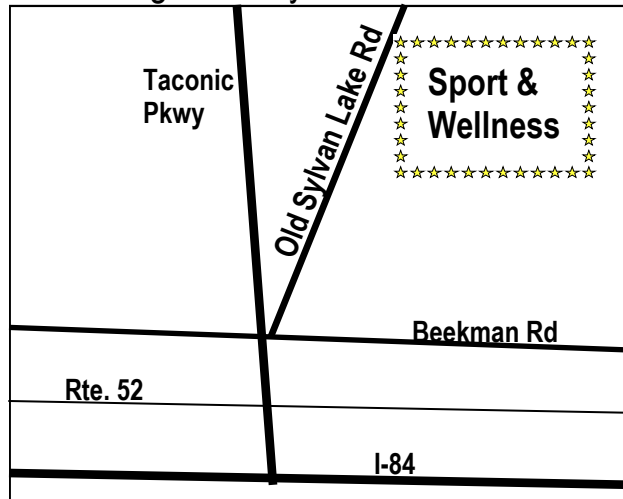 Taconic
Pkwy
Old Sylvan Lake Rd
Sport &
Wellness
Beekman Rd
Rte. 52
I-84